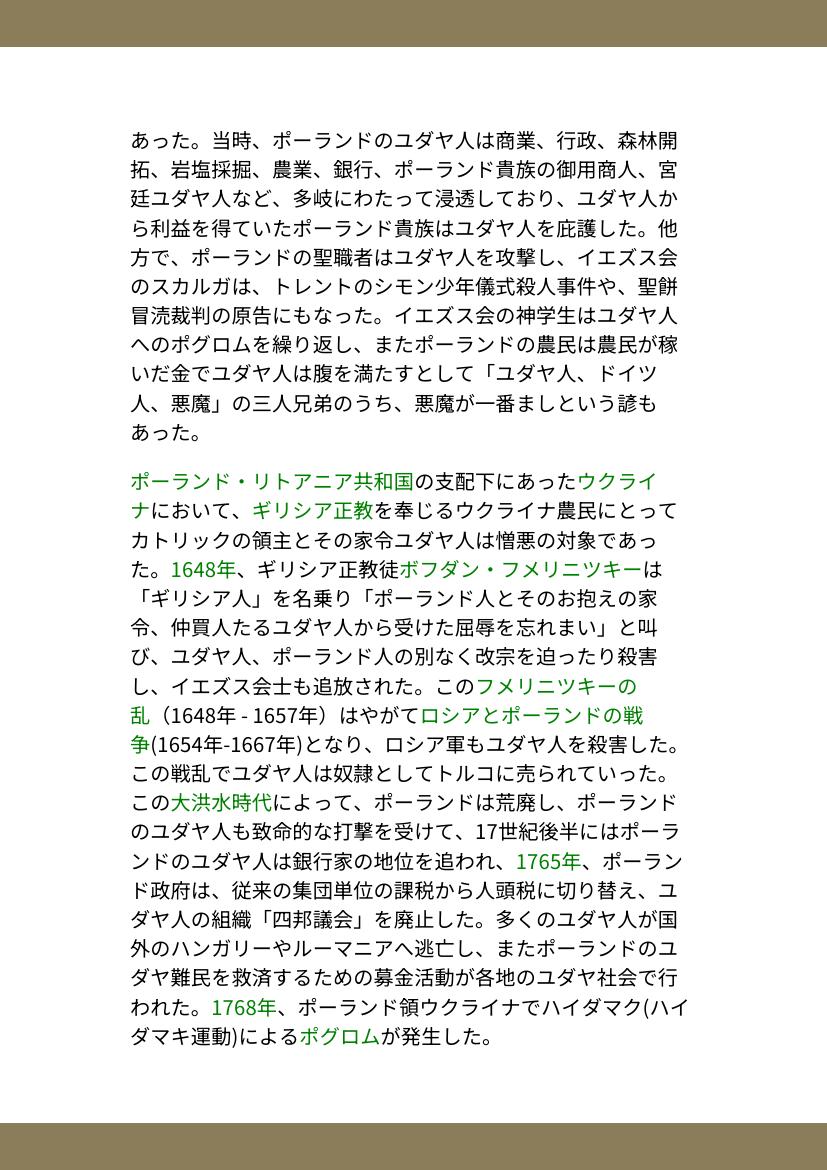 あった。当時、ポーランドのユダヤ人は商業、行政、森林開
拓、岩塩採掘、農業、銀行、ポーランド貴族の御用商人、宮
廷ユダヤ人など、多岐にわたって浸透しており、ユダヤ人か
ら利益を得ていたポーランド貴族はユダヤ人を庇護した。他
方で、ポーランドの聖職者はユダヤ人を攻撃し、イエズス会
のスカルガは、トレントのシモン少年儀式殺人事件や、聖餅
冒涜裁判の原告にもなった。イエズス会の神学生はユダヤ人
へのポグロムを繰り返し、またポーランドの農民は農民が稼
いだ金でユダヤ人は腹を満たすとして「ユダヤ人、ドイツ
人、悪魔」の三人兄弟のうち、悪魔が一番ましという諺も
あった。
ポーランド・リトアニア共和国の支配下にあったウクライ
ナにおいて、ギリシア正教を奉じるウクライナ農民にとって
カトリックの領主とその家令ユダヤ人は憎悪の対象であっ
た。1648年、ギリシア正教徒ボフダン・フメリニツキーは
「ギリシア人」を名乗り「ポーランド人とそのお抱えの家
令、仲買人たるユダヤ人から受けた屈辱を忘れまい」と叫
び、ユダヤ人、ポーランド人の別なく改宗を迫ったり殺害
し、イエズス会士も追放された。このフメリニツキーの
乱（1648年 - 1657年）はやがてロシアとポーランドの戦
争(1654年-1667年)となり、ロシア軍もユダヤ人を殺害した。
この戦乱でユダヤ人は奴隷としてトルコに売られていった。
この大洪水時代によって、ポーランドは荒廃し、ポーランド
のユダヤ人も致命的な打撃を受けて、17世紀後半にはポーラ
ンドのユダヤ人は銀行家の地位を追われ、1765年、ポーラン
ド政府は、従来の集団単位の課税から人頭税に切り替え、ユ
ダヤ人の組織「四邦議会」を廃止した。多くのユダヤ人が国
外のハンガリーやルーマニアへ逃亡し、またポーランドのユ
ダヤ難民を救済するための募金活動が各地のユダヤ社会で行
われた。1768年、ポーランド領ウクライナでハイダマク(ハイ
ダマキ運動)によるポグロムが発生した。